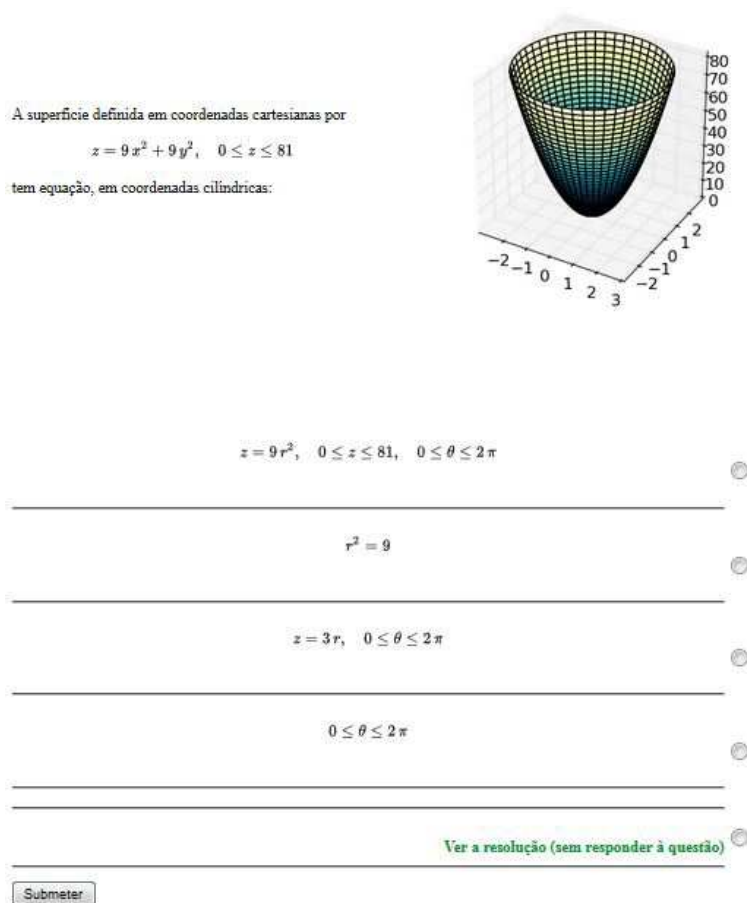 A superfície definida em coordenadas cartesianas por
z = 9 x² + 9 y², 0 ≤ z ≤ 81
tem equação, em coordenadas cilíndricas:
80
70
60
50
40
30
20
10
0
−2 −1 0 1 2 3
−2 −1 0 1 2
z = 9 r², 0 ≤ z ≤ 81, 0 ≤ θ ≤ 2 π
r² = 9
z = 3 r, 0 ≤ θ ≤ 2 π
0 ≤ θ ≤ 2 π
Ver a resolução (sem responder à questão)
Submeter